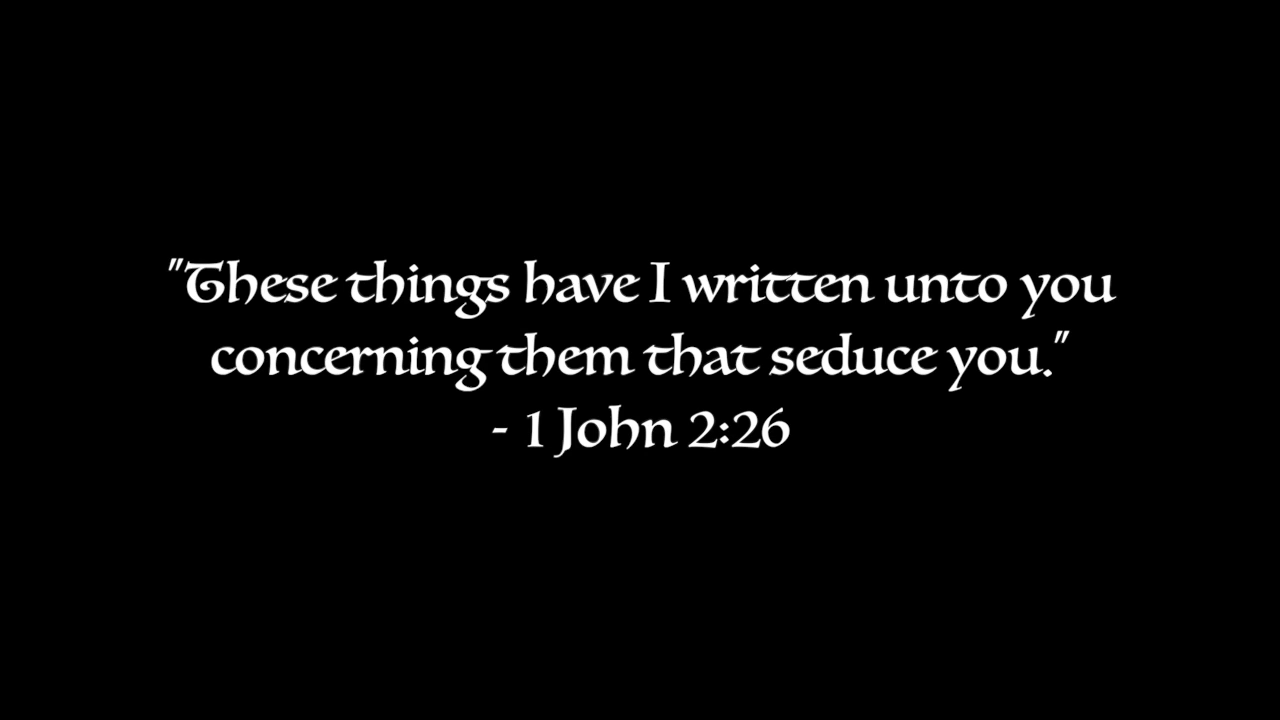 "These things have I written unto you
concerning them that seduce you."
- 1 John 2:26